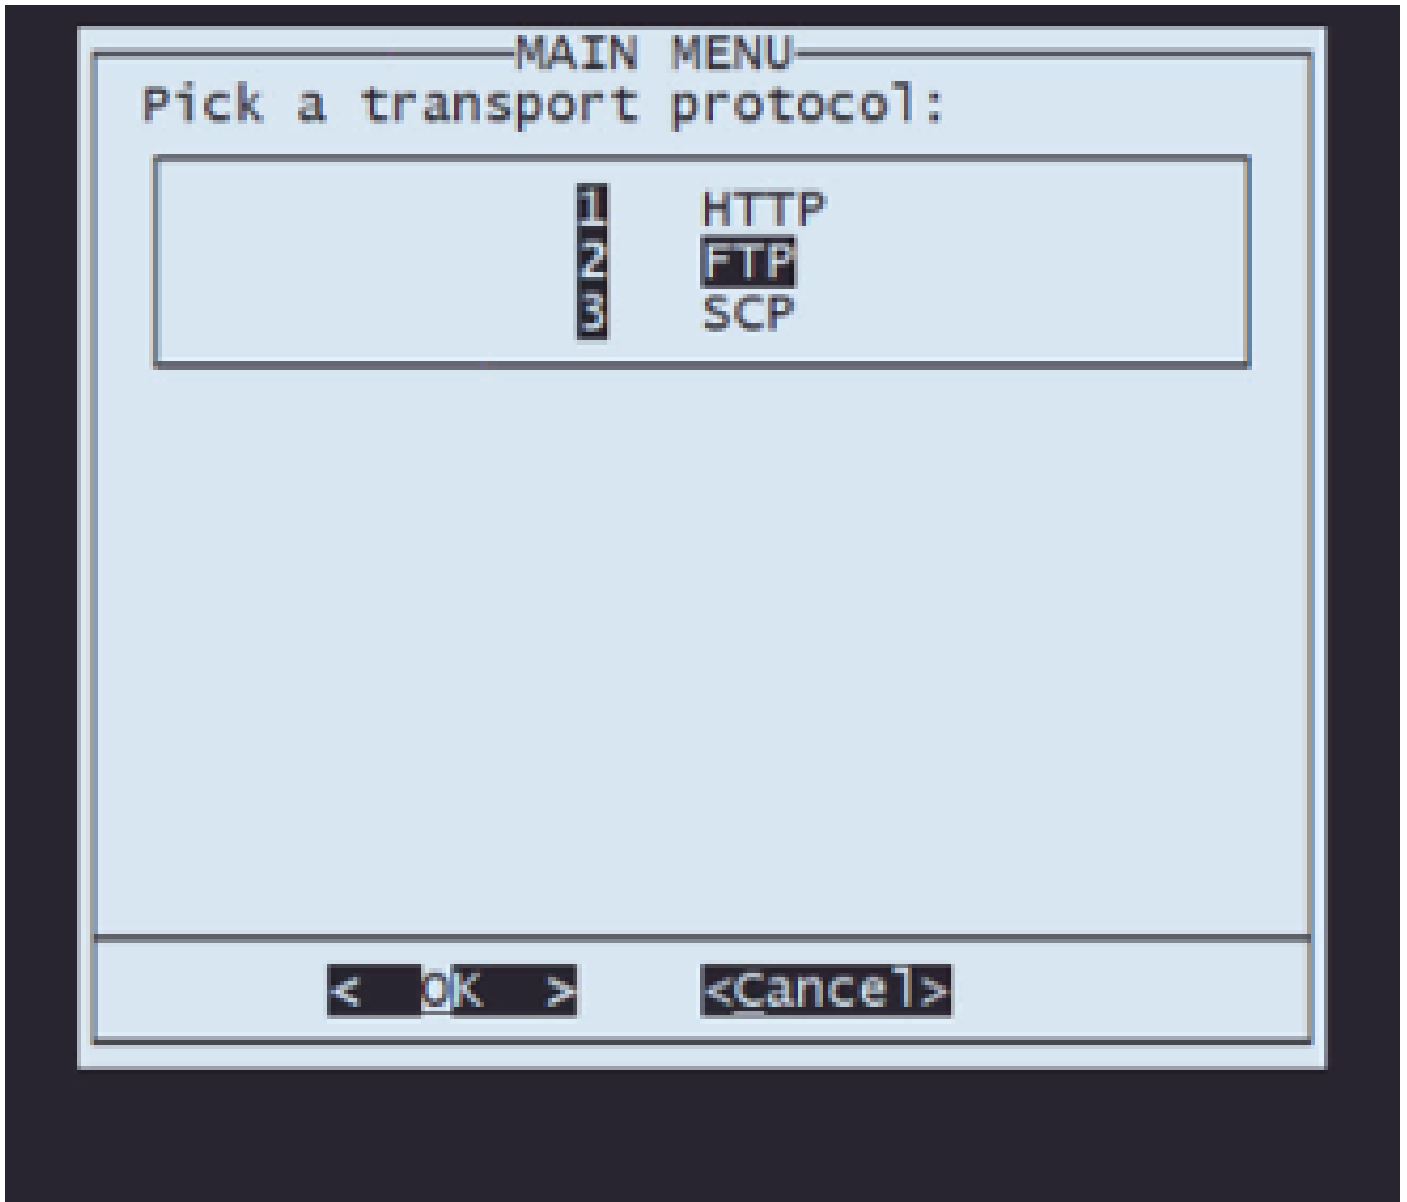 MAIN MENU
Pick a transport protocol:
1 HTTP
2 FTP
3 SCP
< OK > <Cancel>